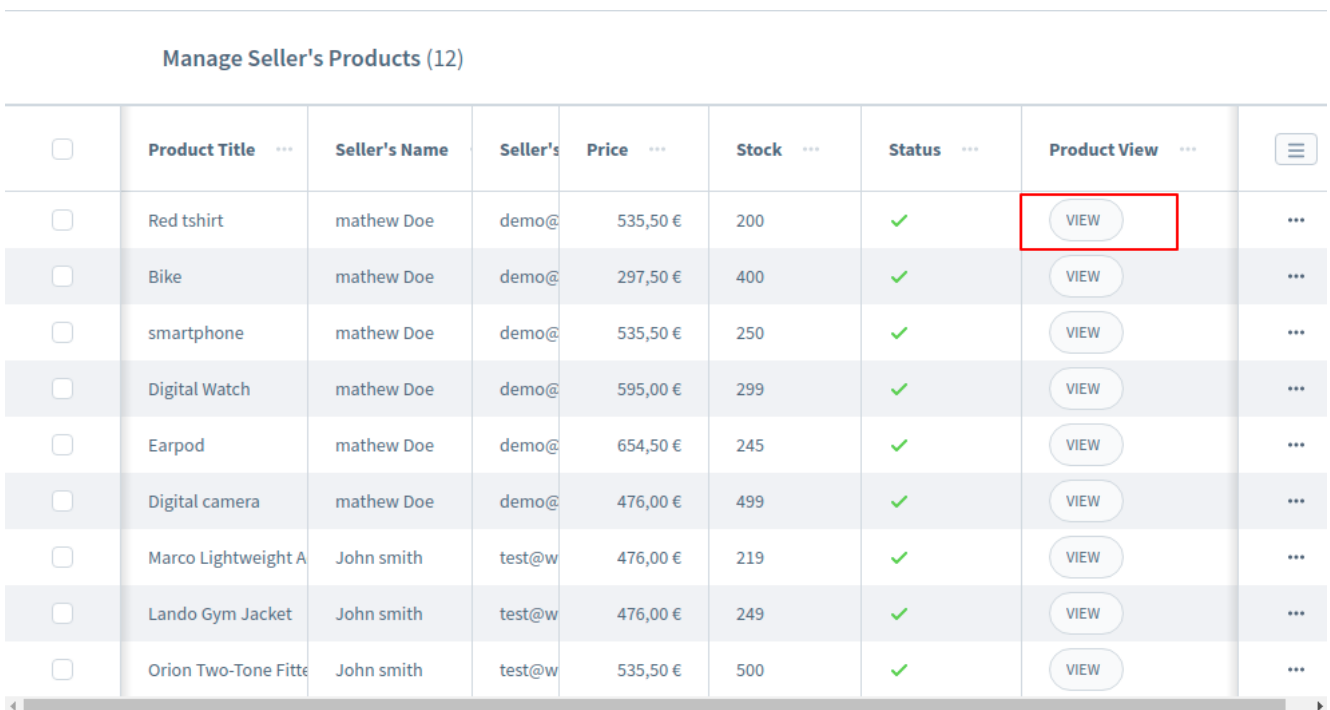 Manage Seller's Products (12)
Product Title ··· Seller's Name Seller's Price ··· Stock ··· Status ··· Product View ···
Red tshirt mathew Doe demo@ 535,50 € 200 VIEW ···
Bike mathew Doe demo@ 297,50 € 400 VIEW ···
smartphone mathew Doe demo@ 535,50 € 250 VIEW ···
Digital Watch mathew Doe demo@ 595,00 € 299 VIEW ···
Earpod mathew Doe demo@ 654,50 € 245 VIEW ···
Digital camera mathew Doe demo@ 476,00 € 499 VIEW ···
Marco Lightweight A John smith test@w 476,00 € 219 VIEW ···
Lando Gym Jacket John smith test@w 476,00 € 249 VIEW ···
Orion Two-Tone Fitte John smith test@w 535,50 € 500 VIEW ···